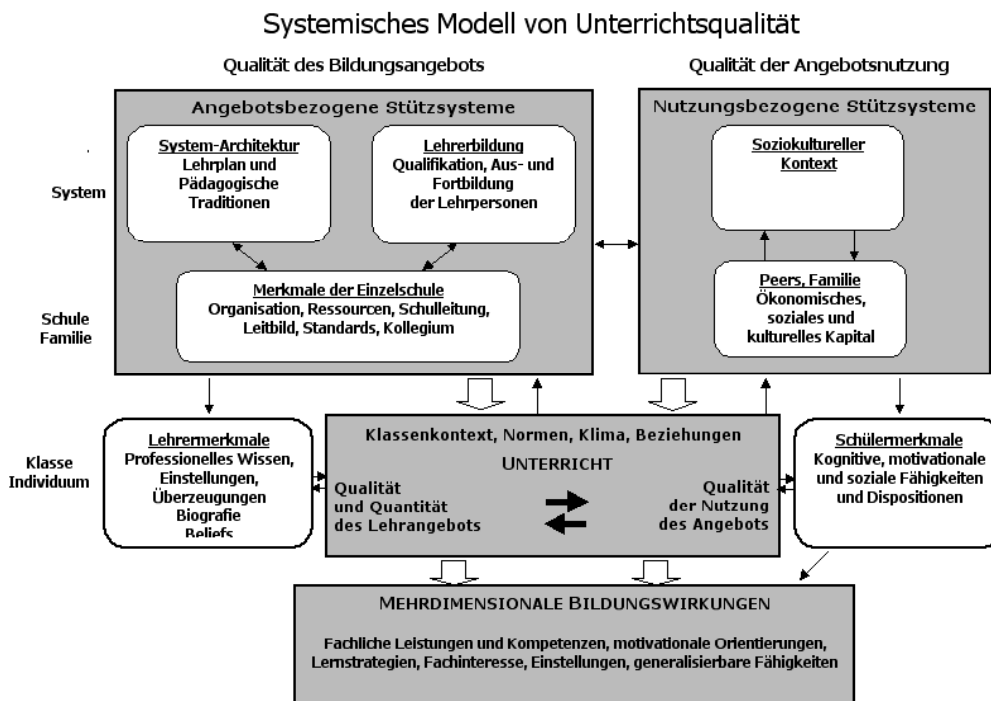 Systemisches Modell von Unterrichtsqualität
Qualität des Bildungsangebots
Qualität der Angebotsnutzung
Angebotsbezogene Stützsysteme
Nutzungsbezogene Stützsysteme
System
System-Architektur
Lehrplan und
Pädagogische
Traditionen
Lehrerbildung
Qualifikation, Aus- und
Fortbildung
der Lehrpersonen
Soziokultureller
Kontext
Schule
Familie
Merkmale der Einzelschule
Organisation, Ressourcen, Schulleitung,
Leitbild, Standards, Kollegium
Peers, Familie
Ökonomisches,
soziales und
kulturelles Kapital
Klasse
Individuum
Lehrermerkmale
Professionelles Wissen,
Einstellungen,
Überzeugungen
Biografie
Beliefs
Klassenkontext, Normen, Klima, Beziehungen
UNTERRICHT
Qualität
und Quantität
des Lehrangebots
Qualität
der Nutzung
des Angebots
Schülermerkmale
Kognitive, motivationale
und soziale Fähigkeiten
und Dispositionen
MEHRDIMENSIONALE BILDUNGSWIRKUNGEN
Fachliche Leistungen und Kompetenzen, motivationale Orientierungen,
Lernstrategien, Fachinteresse, Einstellungen, generalisierbare Fähigkeiten